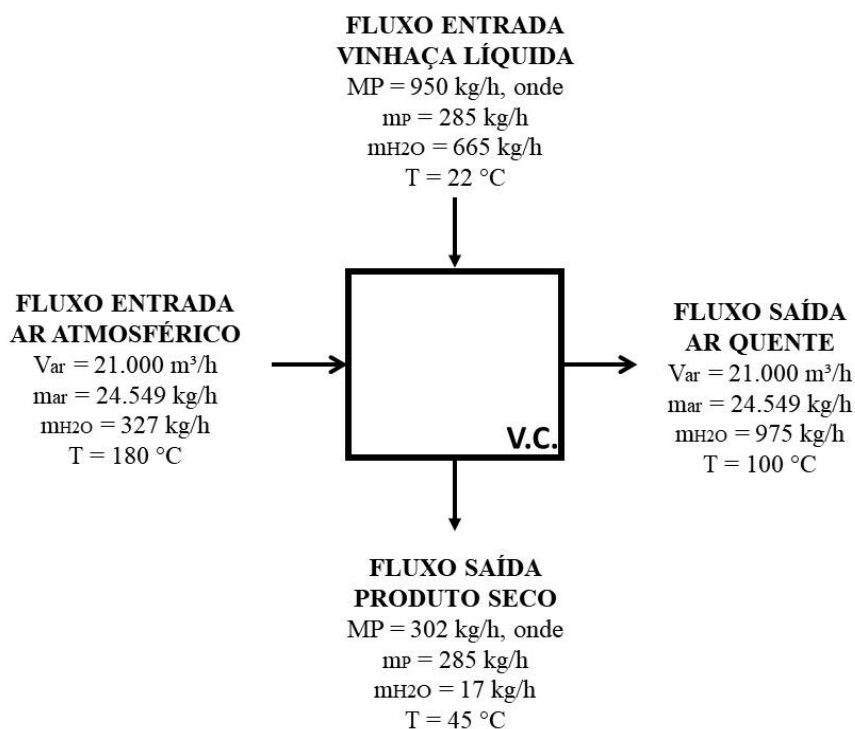 FLUXO ENTRADA
VINHAÇA LÍQUIDA
MP = 950 kg/h, onde
mP = 285 kg/h
mH2O = 665 kg/h
T = 22 °C
FLUXO ENTRADA
AR ATMOSFÉRICO
Var = 21.000 m³/h
mar = 24.549 kg/h
mH2O = 327 kg/h
T = 180 °C
V.C.
FLUXO SAÍDA
AR QUENTE
Var = 21.000 m³/h
mar = 24.549 kg/h
mH2O = 975 kg/h
T = 100 °C
FLUXO SAÍDA
PRODUTO SECO
MP = 302 kg/h, onde
mP = 285 kg/h
mH2O = 17 kg/h
T = 45 °C